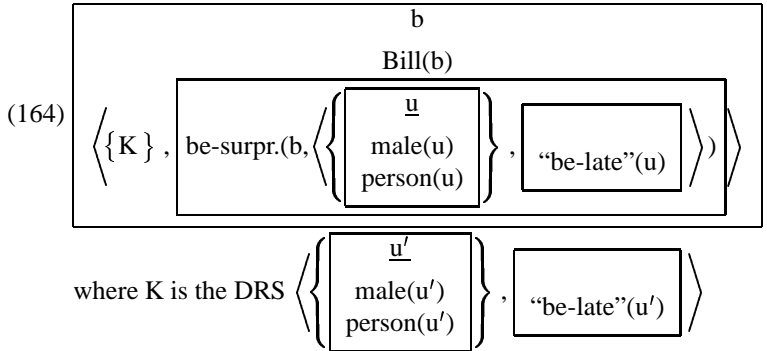 b
Bill(b)
(164) ⟨{K} , be-surpr.(b,⟨{ u male(u) person(u) } , “be-late”(u) ⟩) ⟩
where K is the DRS ⟨{ u′ male(u′) person(u′) } , “be-late”(u′) ⟩